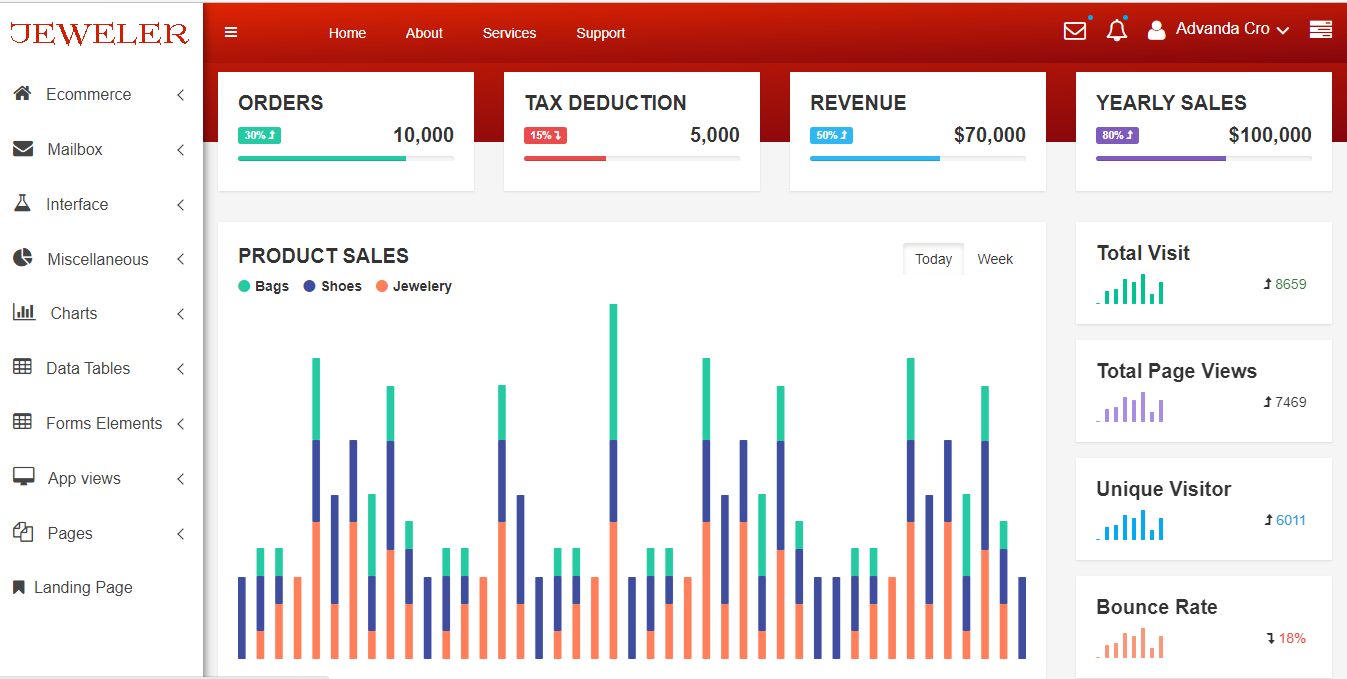 JEWELER
Home About Services Support
Advanda Cro
Ecommerce
Mailbox
Interface
Miscellaneous
Charts
Data Tables
Forms Elements
App views
Pages
Landing Page
ORDERS
30%
10,000
TAX DEDUCTION
15%
5,000
REVENUE
50%
$70,000
YEARLY SALES
80%
$100,000
PRODUCT SALES
Today Week
Bags Shoes Jewelery
Total Visit
8659
Total Page Views
7469
Unique Visitor
6011
Bounce Rate
18%